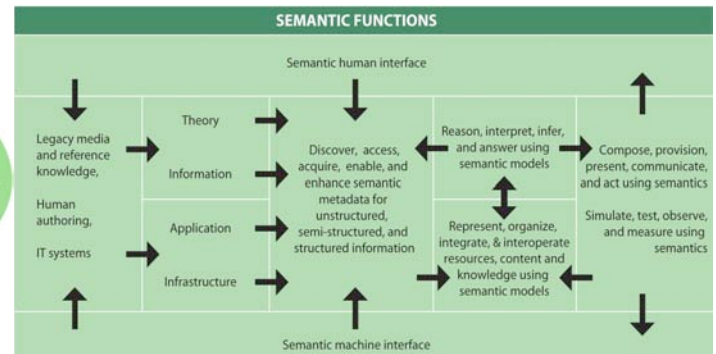 SEMANTIC FUNCTIONS
Semantic human interface
Legacy media
and reference
knowledge,
Human
authoring,
IT systems
Theory
Information
Application
Infrastructure
Discover, access,
acquire, enable, and
enhance semantic
metadata for
unstructured,
semi-structured, and
structured information
Reason, interpret, infer,
and answer using
semantic models
Represent, organize,
integrate, & interoperate
resources, content and
knowledge using
semantic models
Compose, provision,
present, communicate,
and act using semantics
Simulate, test, observe,
and measure using
semantics
Semantic machine interface